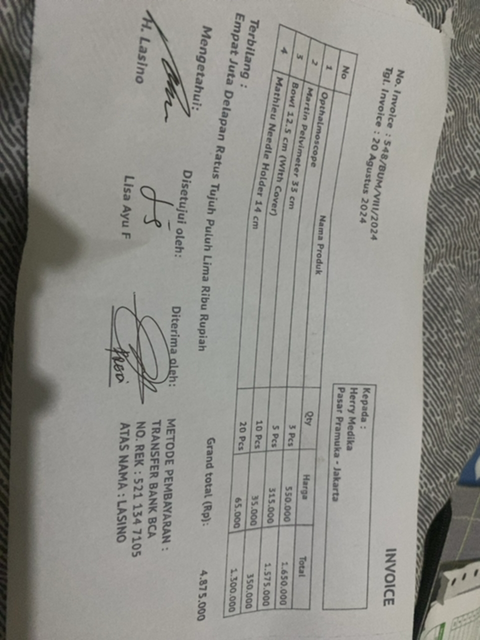 INVOICE
No. Invoice : 548/BUM/VII/2024
Tgl. Invoice : 20 Agustus 2024
Kepada :
Herry Medika
Pasar Pramuka - Jakarta
No Nama Produk Qty Harga Total
1 Opthalmoscope 3 Pcs 550.000 1.650.000
2 Martin Pelvimeter 33 cm 5 Pcs 315.000 1.575.000
3 Bowl 12.5 cm (With Cover) 10 Pcs 35.000 350.000
4 Mathieu Needle Holder 14 cm 20 Pcs 65.000 1.300.000
Grand total (Rp): 4.875.000
Terbilang :
Empat Juta Delapan Ratus Tujuh Puluh Lima Ribu Rupiah
Mengetahui: Disetujui oleh: Diterima oleh:
H. Lasino Lisa Ayu F
METODE PEMBAYARAN :
TRANSFER BANK BCA
NO. REK : 521 134 7105
ATAS NAMA : LASINO